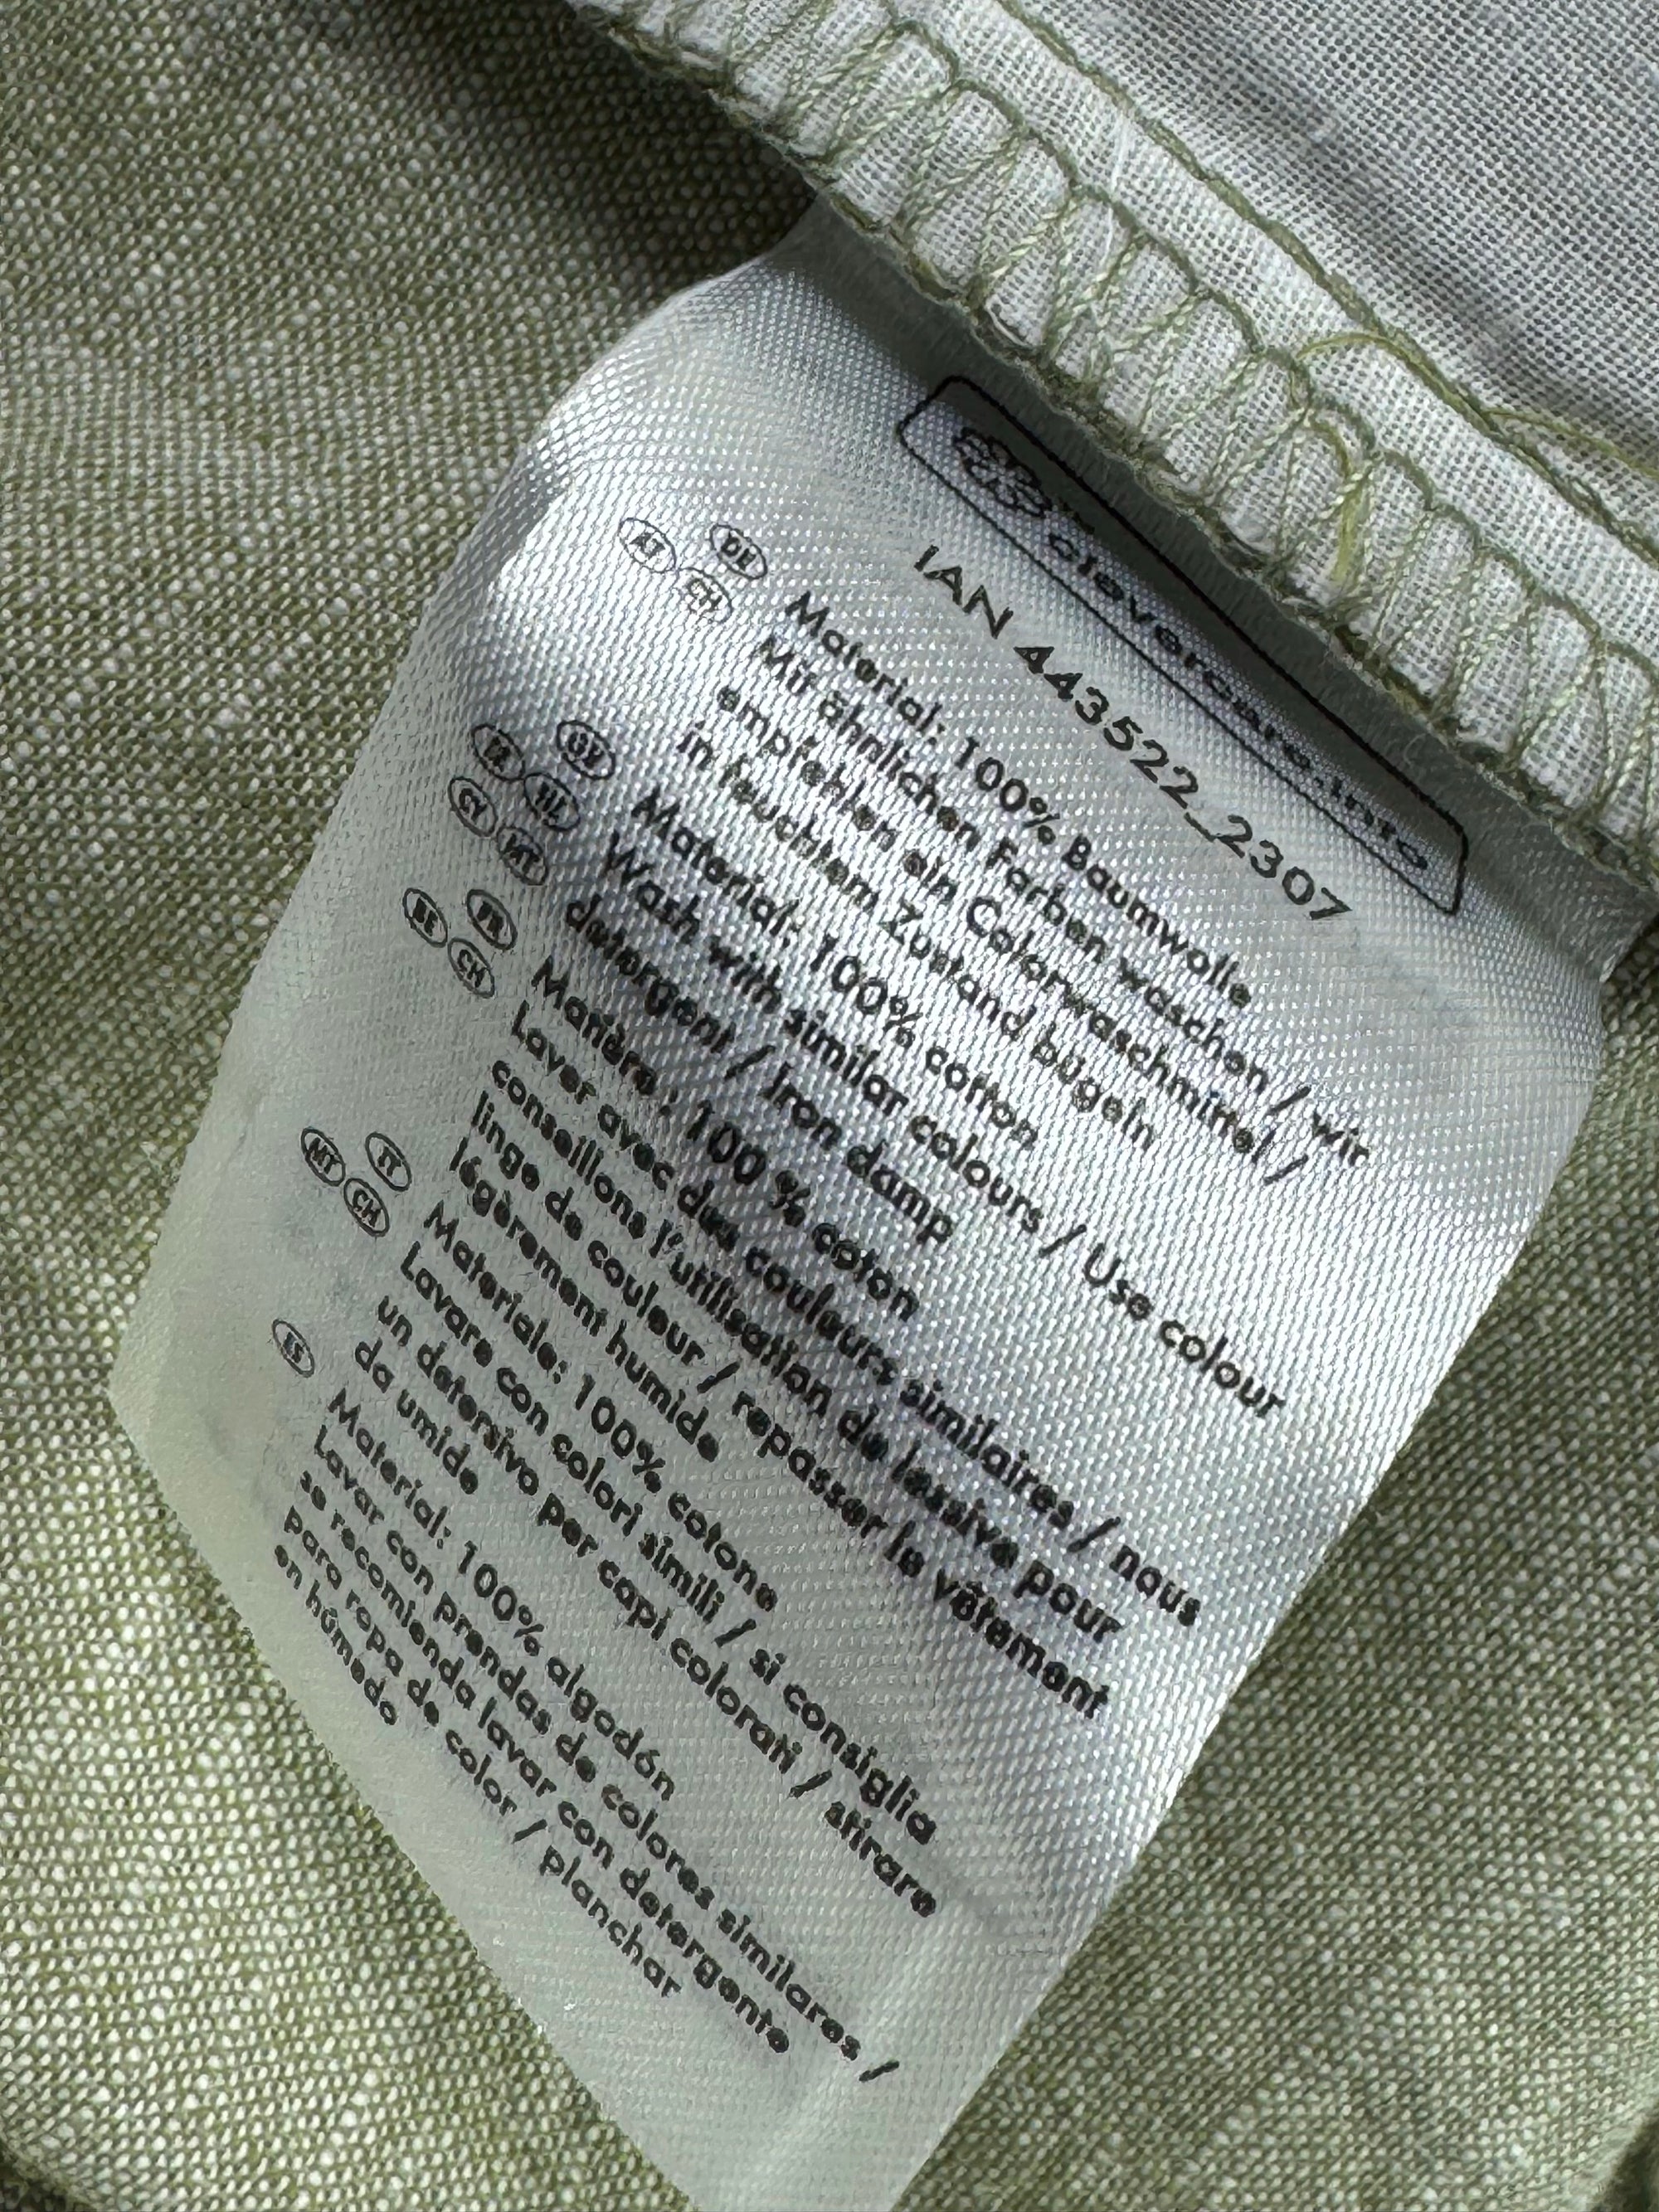 clevercare.info
IAN 443522_2307
DE
AT CH
Material: 100% Baumwolle
Mit ähnlichen Farben waschen / wir
empfehlen ein Colorwaschmittel /
in feuchtem Zustand bügeln
GB
IE NI
CY MT
Material: 100% cotton
Wash with similar colours / Use colour
detergent / Iron damp
FR
BE CH
Matière : 100 % coton
Laver avec des couleurs similaires / nous
conseillons l'utilisation de lessive pour
linge de couleur / repasser le vêtement
légèrement humide
IT
MT CH
Materiale: 100% cotone
Lavare con colori simili / si consiglia
un detersivo per capi colorati / stirare
da umido
ES
Material: 100% algodón
Lavar con prendas de colores similares /
se recomienda lavar con detergente
para ropa de color / planchar
en húmedo